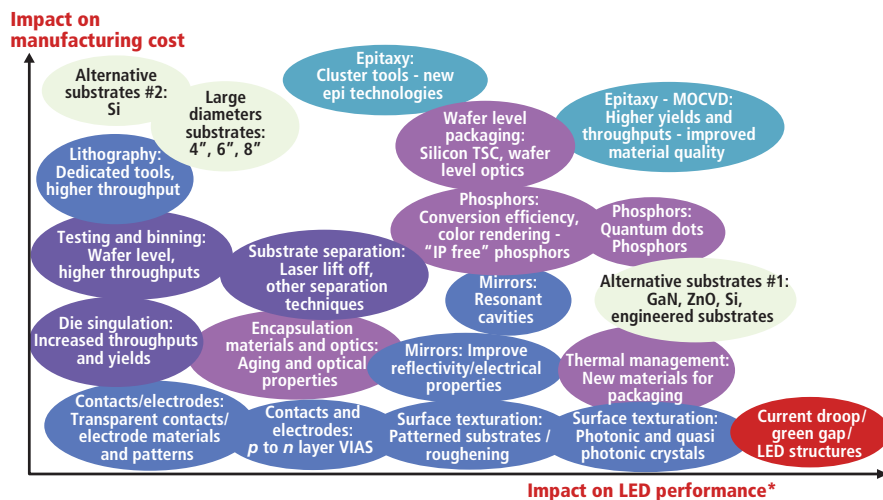 Impact on
manufacturing cost
Alternative
substrates #2:
Si
Large
diameters
substrates:
4”, 6”, 8”
Epitaxy:
Cluster tools - new
epi technologies
Wafer level
packaging:
Silicon TSC, wafer
level optics
Epitaxy - MOCVD:
Higher yields and
throughputs - improved
material quality
Lithography:
Dedicated tools,
higher throughput
Phosphors:
Conversion efficiency,
color rendering -
“IP free” phosphors
Phosphors:
Quantum dots
Phosphors
Testing and binning:
Wafer level,
higher throughputs
Substrate separation:
Laser lift off,
other separation
techniques
Mirrors:
Resonant
cavities
Alternative substrates #1:
GaN, ZnO, Si,
engineered substrates
Die singulation:
Increased throughputs
and yields
Encapsulation
materials and optics:
Aging and optical
properties
Mirrors: Improve
reflectivity/electrical
properties
Thermal management:
New materials for
packaging
Contacts/electrodes:
Transparent contacts/
electrode materials
and patterns
Contacts and
electrodes:
p to n layer VIAS
Surface texturation:
Patterned substrates /
roughening
Surface texturation:
Photonic and quasi
photonic crystals
Current droop/
green gap/
LED structures
Impact on LED performance*